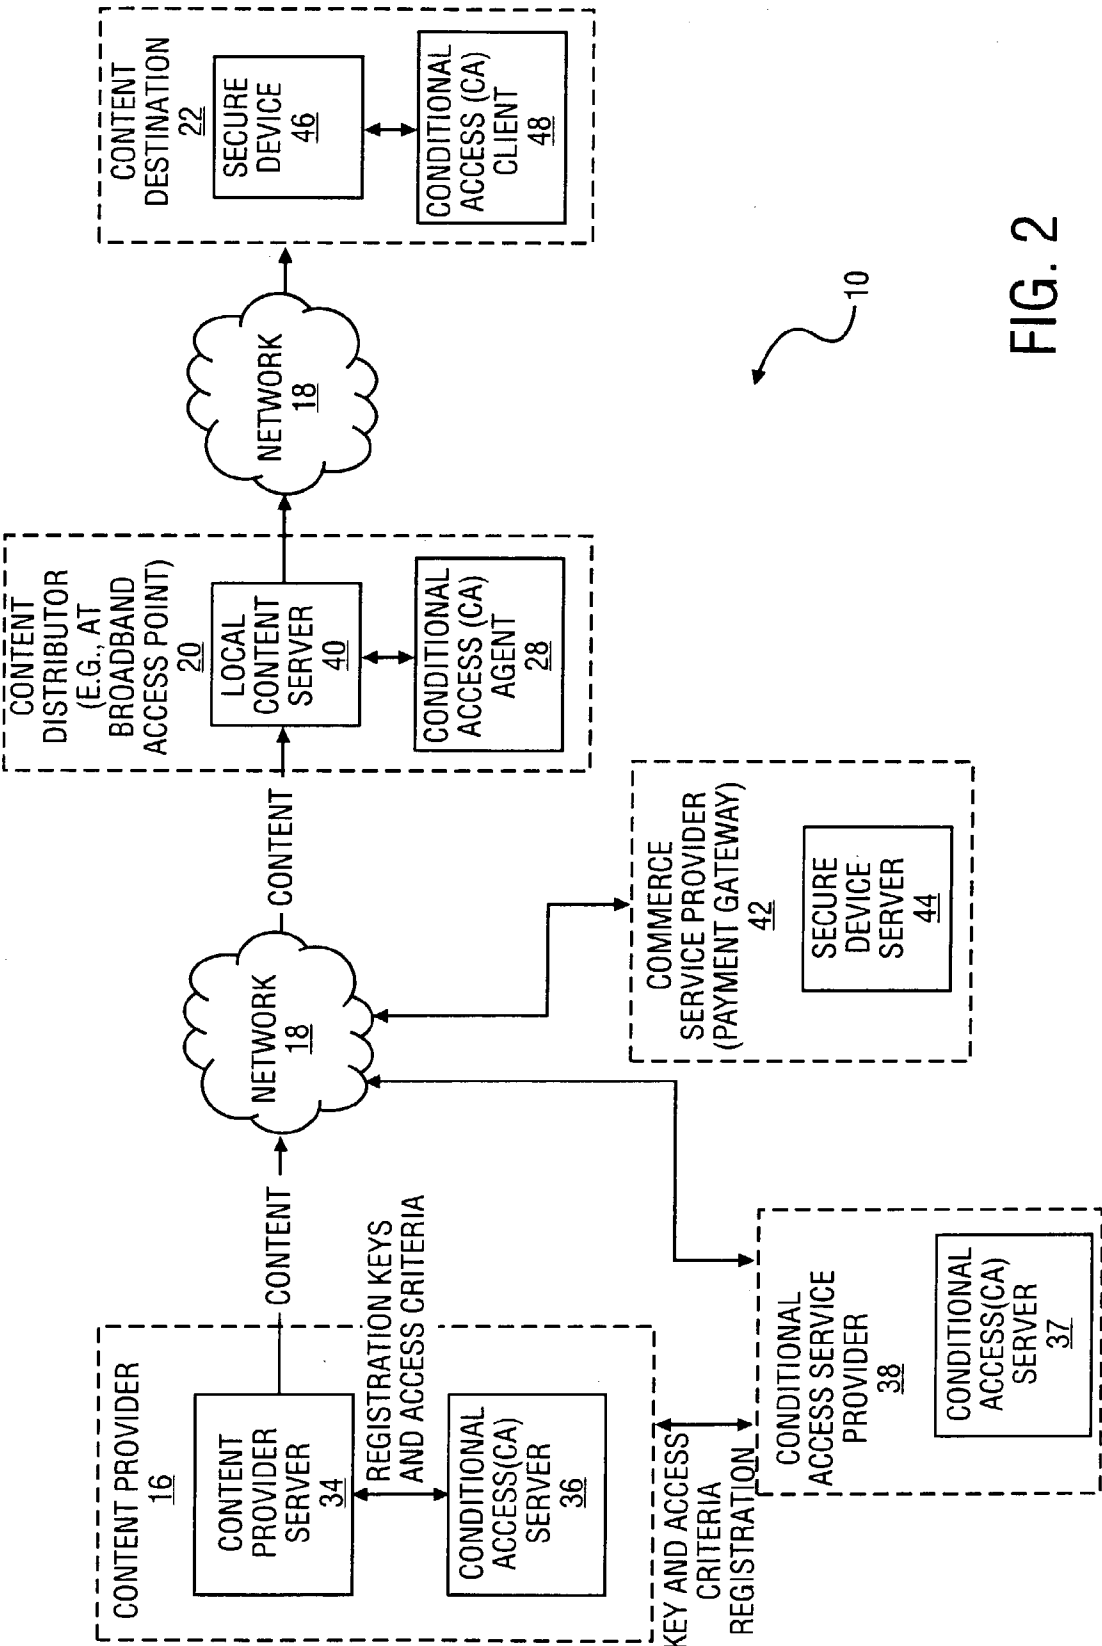 CONTENT PROVIDER
16
CONTENT
PROVIDER
SERVER
34
REGISTRATION KEYS
AND ACCESS CRITERIA
CONDITIONAL
ACCESS(CA)
SERVER
36
KEY AND ACCESS
CRITERIA
REGISTRATION
CONDITIONAL
ACCESS SERVICE
PROVIDER
38
CONDITIONAL
ACCESS(CA)
SERVER
37
CONTENT
NETWORK
18
COMMERCE
SERVICE PROVIDER
(PAYMENT GATEWAY)
42
SECURE
DEVICE
SERVER
44
CONTENT
CONTENT
DISTRIBUTOR
(E.G., AT
BROADBAND
ACCESS POINT)
20
LOCAL
CONTENT
SERVER
40
CONDITIONAL
ACCESS (CA)
AGENT
28
NETWORK
18
CONTENT
DESTINATION
22
SECURE
DEVICE
46
CONDITIONAL
ACCESS (CA)
CLIENT
48
10
FIG. 2